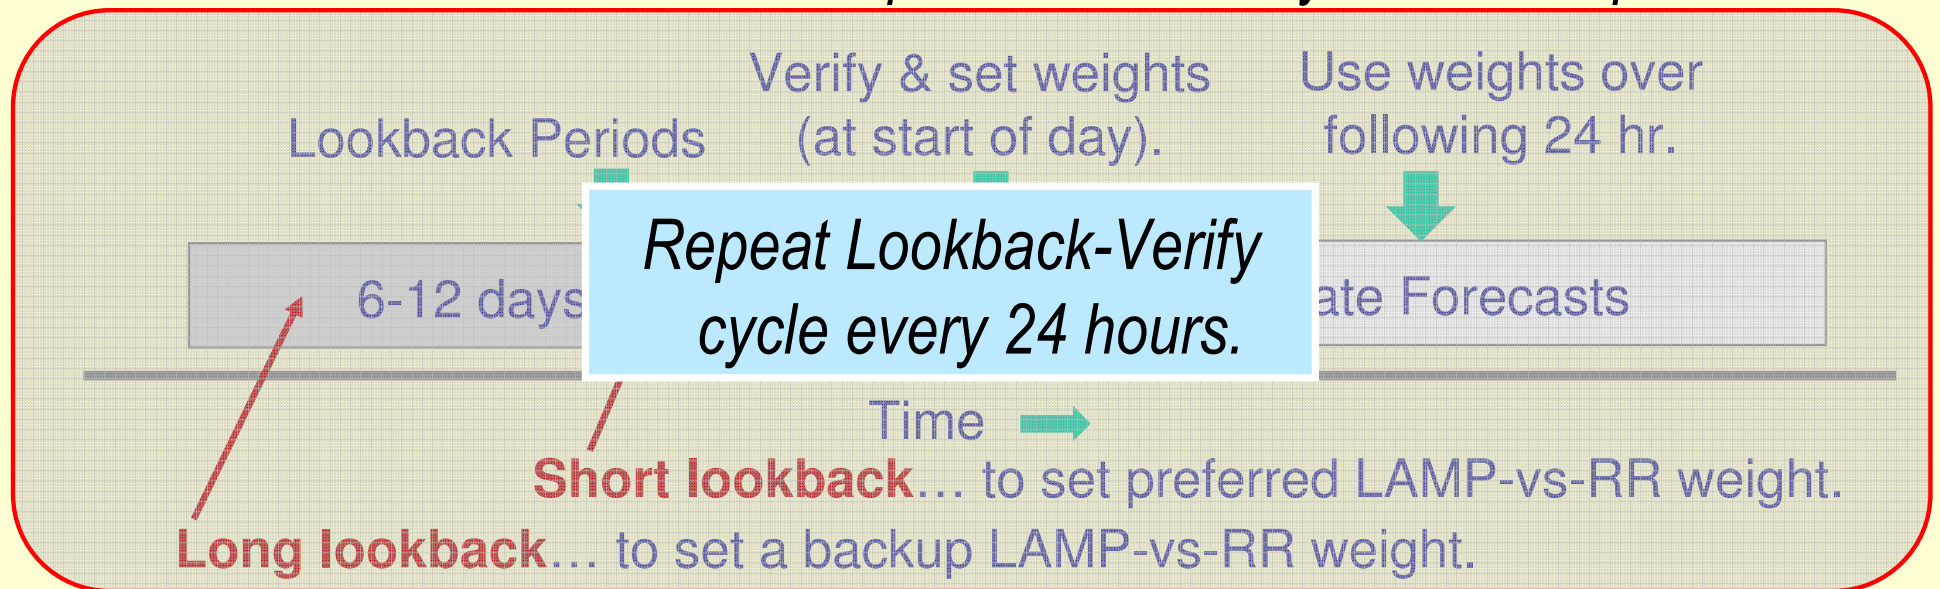 Verify & set weights
(at start of day).
Use weights over
following 24 hr.
Lookback Periods
Repeat Lookback-Verify
cycle every 24 hours.
6-12 days
Forecasts
Time
Short lookback… to set preferred LAMP-vs-RR weight.
Long lookback… to set a backup LAMP-vs-RR weight.